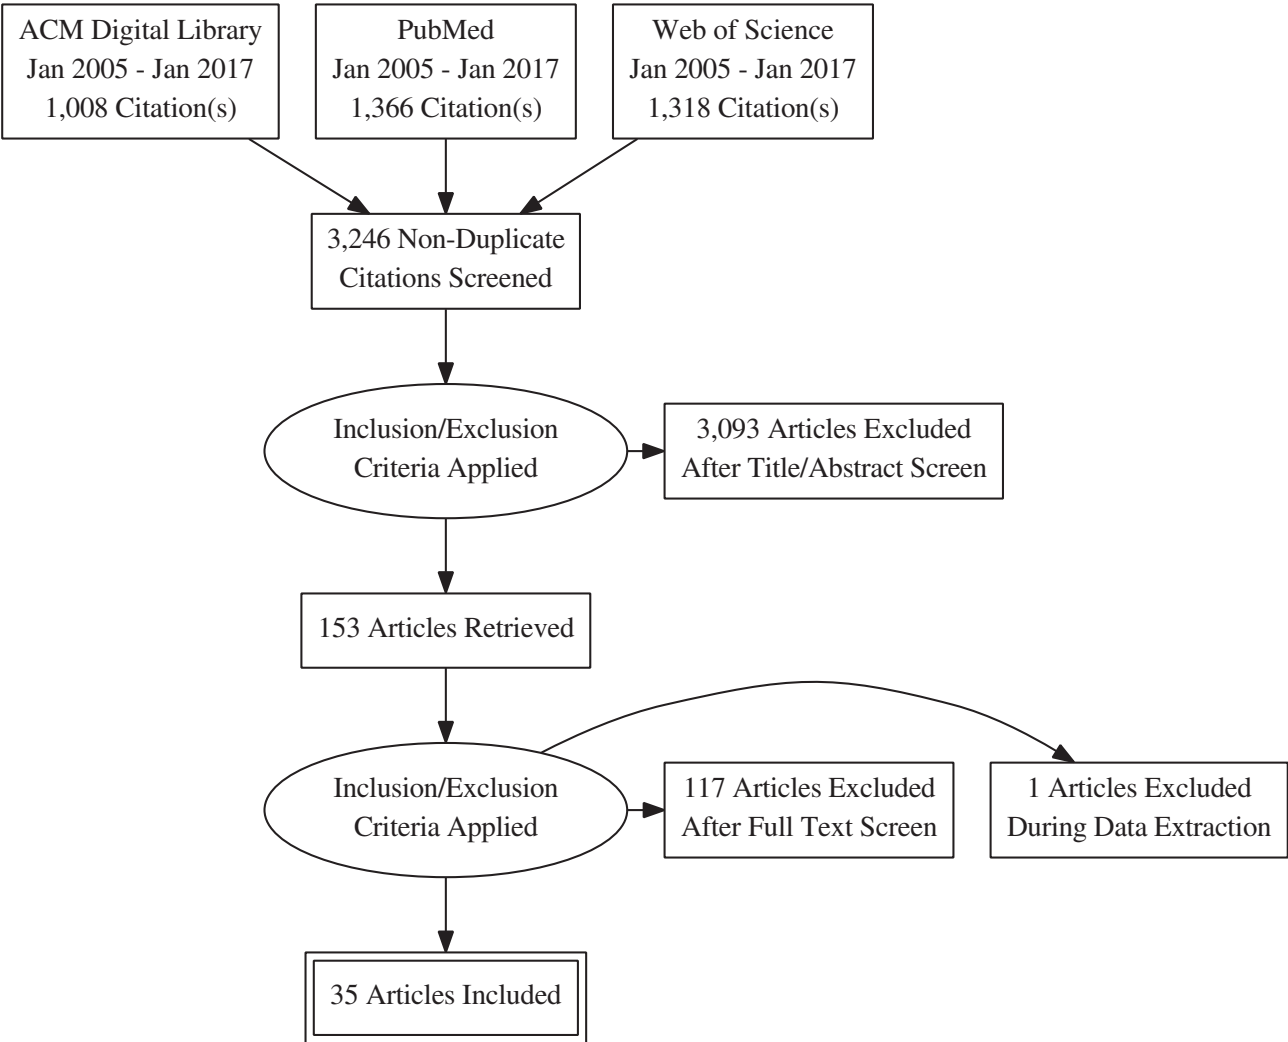 ACM Digital Library
Jan 2005 - Jan 2017
1,008 Citation(s)
PubMed
Jan 2005 - Jan 2017
1,366 Citation(s)
Web of Science
Jan 2005 - Jan 2017
1,318 Citation(s)
3,246 Non-Duplicate
Citations Screened
Inclusion/Exclusion
Criteria Applied
3,093 Articles Excluded
After Title/Abstract Screen
153 Articles Retrieved
Inclusion/Exclusion
Criteria Applied
117 Articles Excluded
After Full Text Screen
1 Articles Excluded
During Data Extraction
35 Articles Included